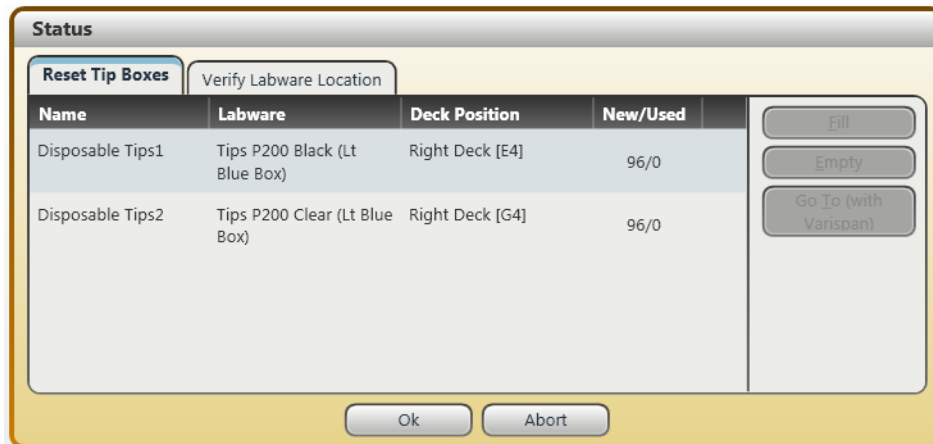 Status
Reset Tip Boxes Verify Labware Location
Name Labware Deck Position New/Used
Disposable Tips1 Tips P200 Black (Lt Right Deck [E4] 96/0
Blue Box)
Disposable Tips2 Tips P200 Clear (Lt Blue Right Deck [G4] 96/0
Box)
Fill
Empty
Go To (with
Varispan)
Ok Abort